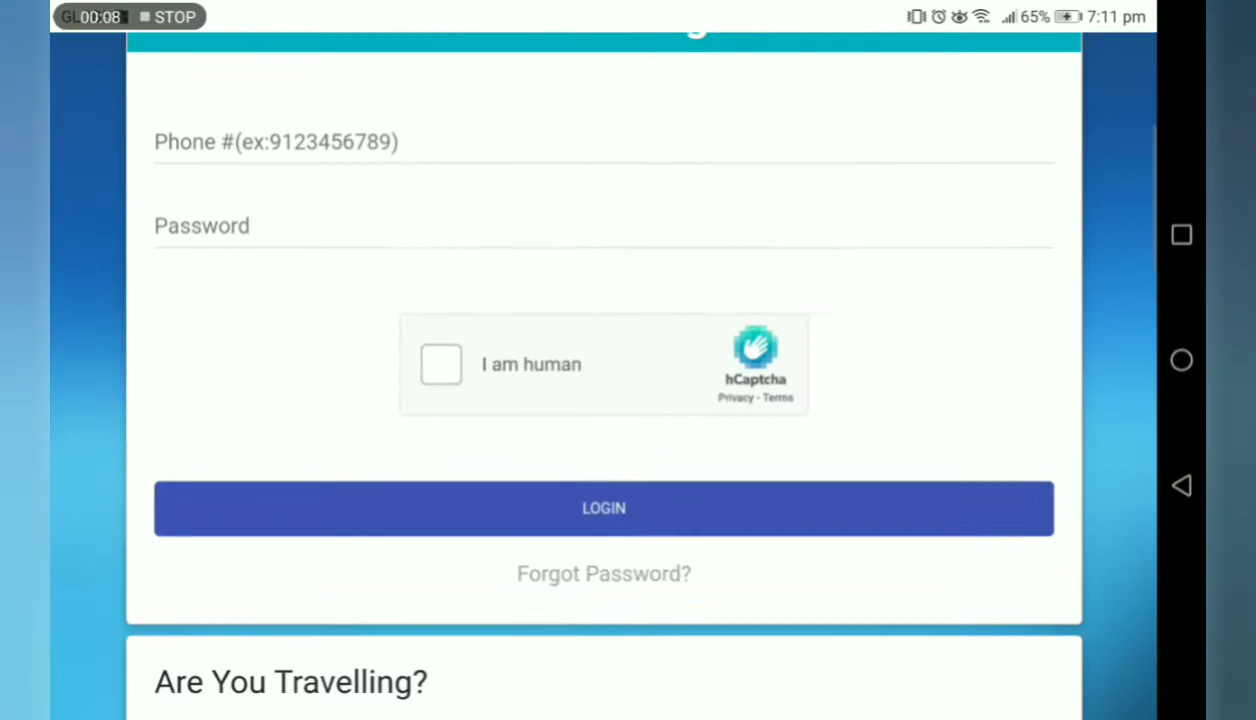 00:08 STOP 65% 7:11 pm
Phone #(ex:9123456789)
Password
I am human
hCaptcha
Privacy - Terms
LOGIN
Forgot Password?
Are You Travelling?